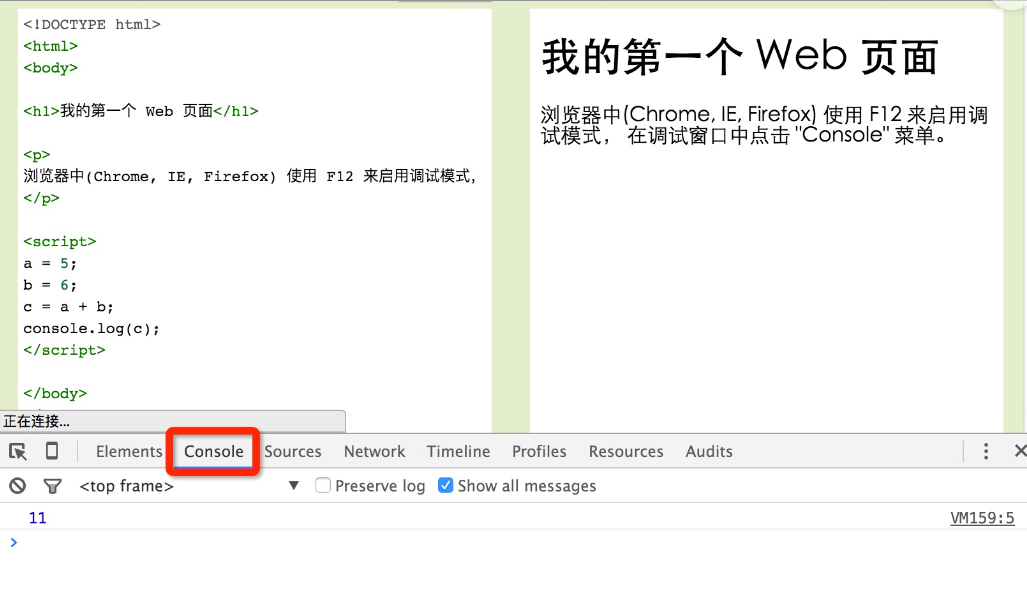 <!DOCTYPE html>
<html>
<body>
<h1>我的第一个 Web 页面</h1>
<p>
浏览器中(Chrome, IE, Firefox) 使用 F12 来启用调试模式,
</p>
<script>
a = 5;
b = 6;
c = a + b;
console.log(c);
</script>
</body>
我的第一个 Web 页面
浏览器中(Chrome, IE, Firefox) 使用 F12 来启用调
试模式， 在调试窗口中点击 "Console" 菜单。
正在连接...
Elements Console Sources Network Timeline Profiles Resources Audits
<top frame> Preserve log Show all messages
11 VM159:5